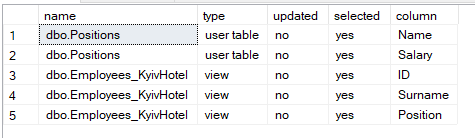 name type updated selected column
1 dbo.Positions user table no yes Name
2 dbo.Positions user table no yes Salary
3 dbo.Employees_KyivHotel view no yes ID
4 dbo.Employees_KyivHotel view no yes Surname
5 dbo.Employees_KyivHotel view no yes Position